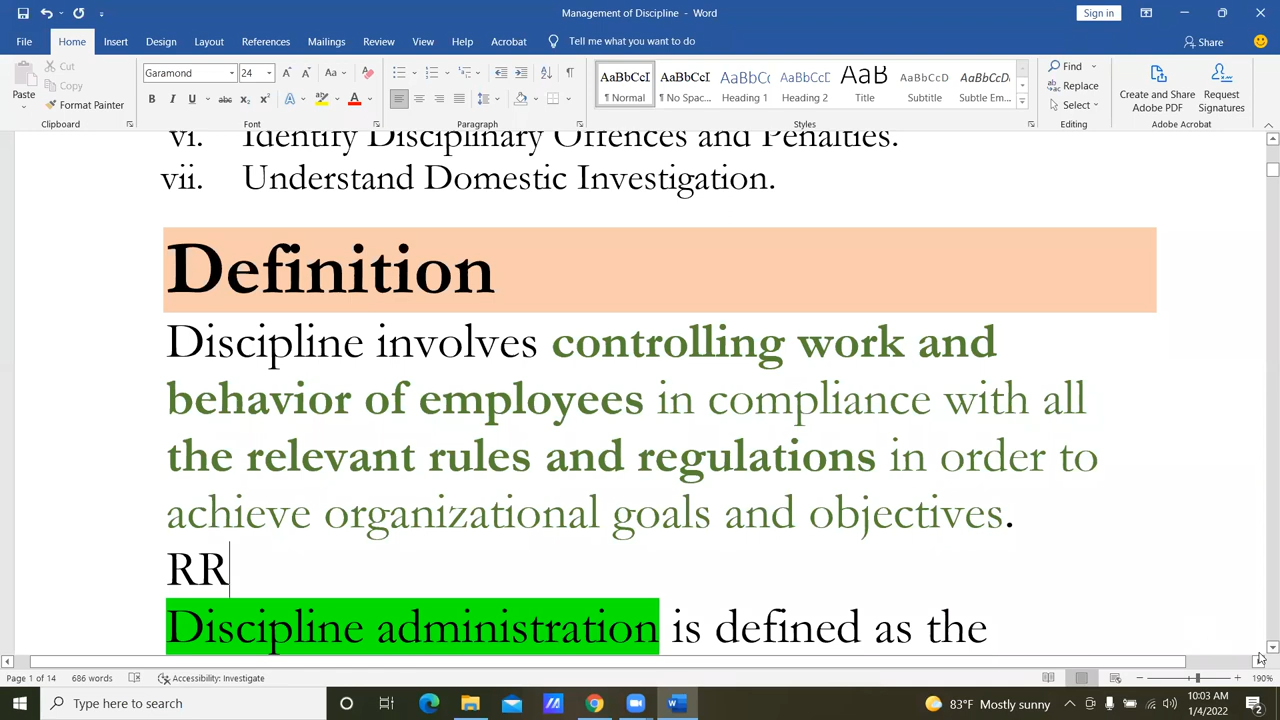 Management of Discipline - Word
Sign in
File Home Insert Design Layout References Mailings Review View Help Acrobat Tell me what you want to do Share
Paste Cut Copy Format Painter
Garamond 24
AaBbCcI AaBbCcI AaBbC AaBbCcI AaB AaBbCcD AaBbCcD
¶ Normal ¶ No Spac... Heading 1 Heading 2 Title Subtitle Subtle Em...
Find Replace Select
Create and Share Adobe PDF Request Signatures
Clipboard Font Paragraph Styles Editing Adobe Acrobat
vi. Identify Disciplinary Offences and Penalties.
vii. Understand Domestic Investigation.
Definition
Discipline involves controlling work and
behavior of employees in compliance with all
the relevant rules and regulations in order to
achieve organizational goals and objectives.
RR
Discipline administration is defined as the
Page 1 of 14 686 words Accessibility: Investigate 190%
Type here to search 83°F Mostly sunny 10:03 AM
1/4/2022 2